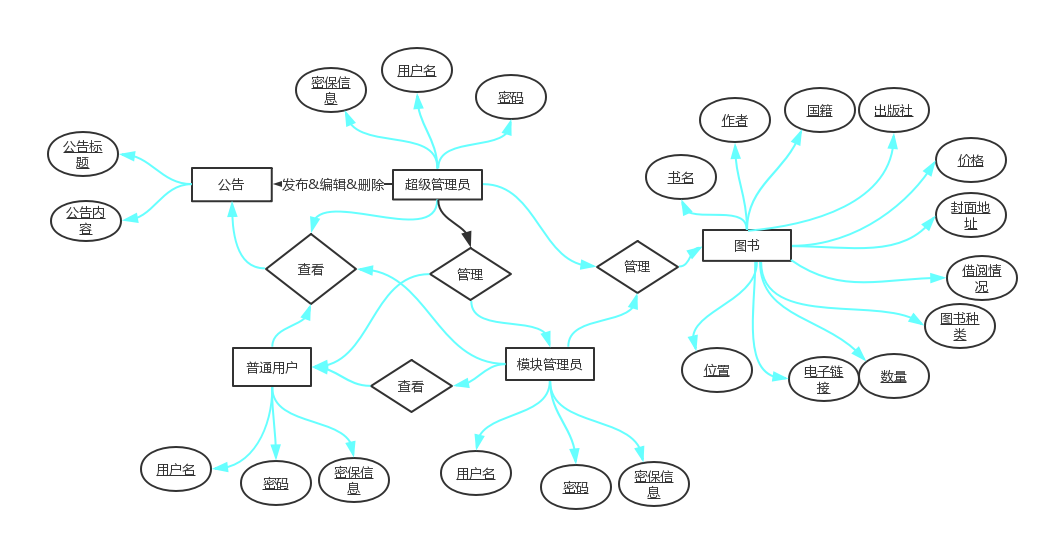 密保信
息
用户名
密码
作者
国籍
出版社
公告标
题
公告内
容
公告
发布&编辑&删除
超级管理员
书名
价格
封面地
址
图书
查看
管理
管理
借阅情
况
图书种
类
普通用户
查看
模块管理员
位置
电子链
接
数量
用户名
密码
密保信
息
用户名
密码
密保信
息